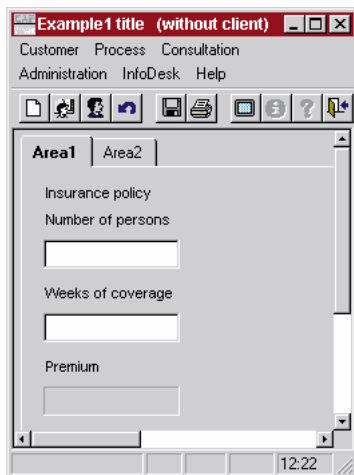 Example1 title (without client)
Customer Process Consultation
Administration InfoDesk Help
Area1 Area2
Insurance policy
Number of persons
Weeks of coverage
Premium
12:22